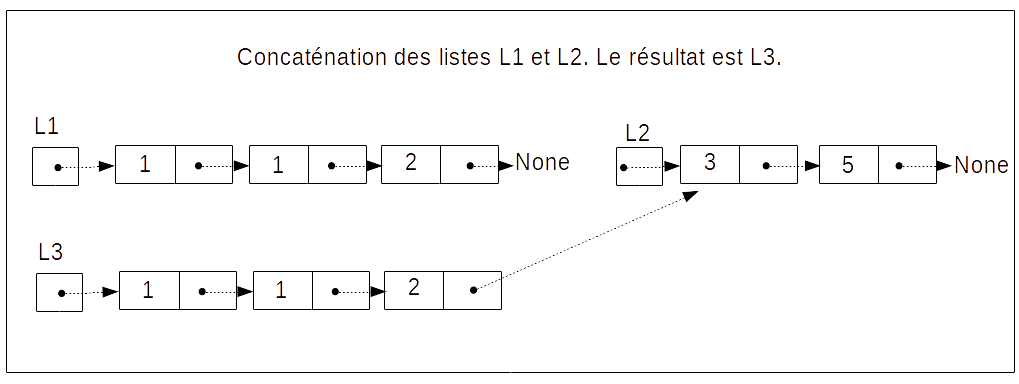 Concaténation des listes L1 et L2. Le résultat est L3.
L1
1 1 2 None
L2
3 5 None
L3
1 1 2